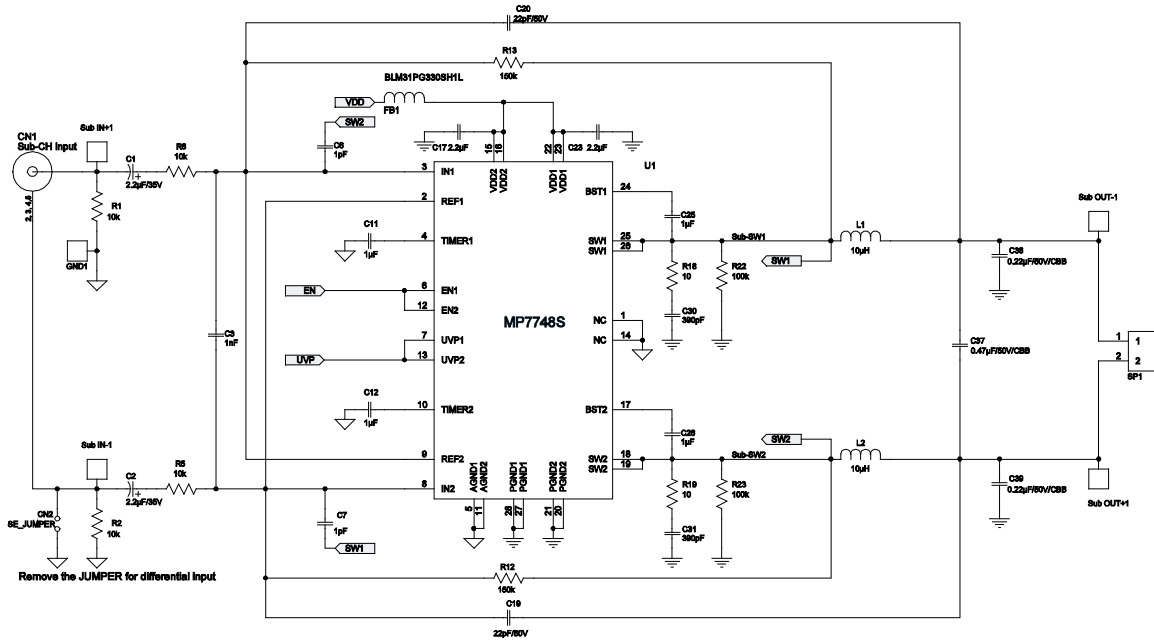 C20
22pF/50V
R13
150k
BLM31PG330SH1L
VDD
FB1
SW2
C6
1pF
C17
2.2µF
C23
2.2µF
15
16
22
23
VDD2
VDD2
VDD1
VDD1
U1
CN1
Sub-CH Input
2, 3, 4,5
Sub IN+1
C1
2.2µF/35V
R6
10k
R1
10k
GND1
3
IN1
2
REF1
C11
1µF
4
TIMER1
EN
6
EN1
12
EN2
7
UVP1
UVP
13
UVP2
C12
1µF
10
TIMER2
9
REF2
8
IN2
MP7748S
C3
1nF
BST1
24
C25
1µF
SW1
25
SW1
26
Sub-SW1
SW1
L1
10µH
R18
10
R22
100k
C30
390pF
NC
1
NC
14
Sub OUT-1
C36
0.22µF/50V/CBB
C37
0.47µF/50V/CBB
1
1
2
2
SP1
BST2
17
C26
1µF
SW2
18
SW2
19
Sub-SW2
SW2
L2
10µH
R19
10
R23
100k
C31
390pF
C39
0.22µF/50V/CBB
Sub OUT+1
AGND1
AGND2
PGND1
PGND1
PGND2
PGND2
5
11
28
27
21
20
Sub IN-1
C2
2.2µF/35V
R5
10k
CN2
SE_JUMPER
R2
10k
C7
1pF
SW1
Remove the JUMPER for differential input
R12
150k
C19
22pF/50V